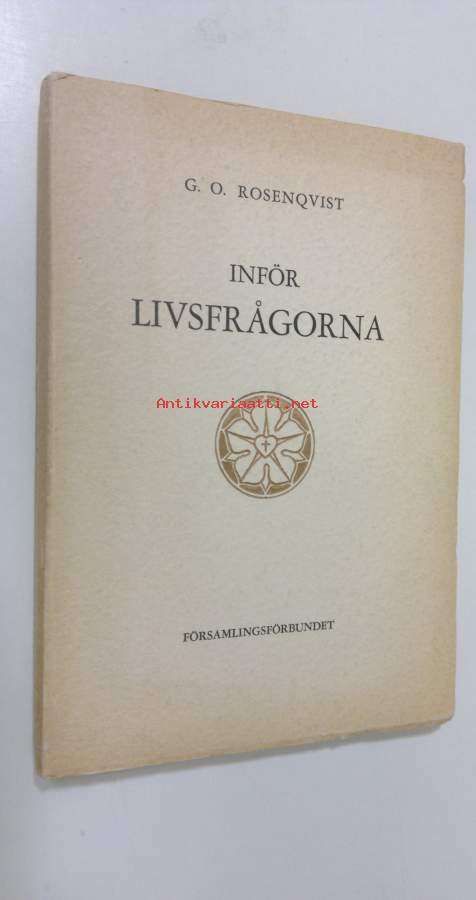 G. O. ROSENQVIST
INFÖR
LIVSFRÅGORNA
Antikvariaatti.net
FÖRSAMLINGSFÖRBUNDET